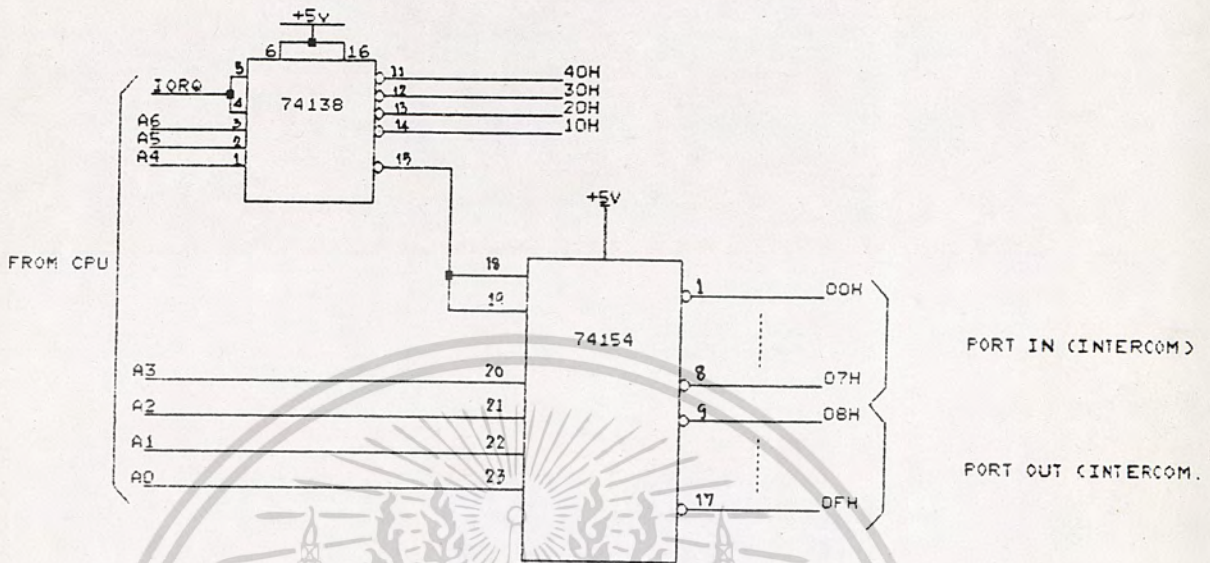 +5v
6 16
5
IORQ
4
A6 3
A5 2
A4 1
74138
11 40H
12 30H
13 20H
14 10H
15
+5v
FROM CPU
18
19
74154
1 00H
8 07H
9 08H
17 0FH
A3 20
A2 21
A1 22
A0 23
PORT IN (INTERCOM)
PORT OUT (INTERCOM.